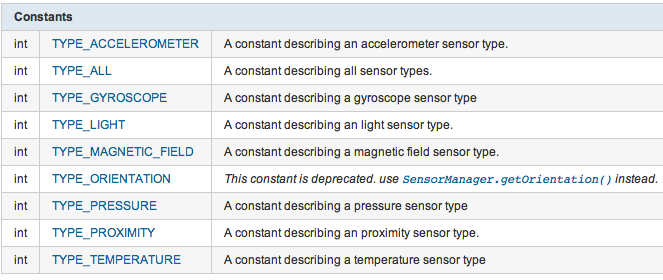 Constants
int TYPE_ACCELEROMETER A constant describing an accelerometer sensor type.
int TYPE_ALL A constant describing all sensor types.
int TYPE_GYROSCOPE A constant describing a gyroscope sensor type
int TYPE_LIGHT A constant describing an light sensor type.
int TYPE_MAGNETIC_FIELD A constant describing a magnetic field sensor type.
int TYPE_ORIENTATION This constant is deprecated. use SensorManager.getOrientation() instead.
int TYPE_PRESSURE A constant describing a pressure sensor type
int TYPE_PROXIMITY A constant describing an proximity sensor type.
int TYPE_TEMPERATURE A constant describing a temperature sensor type